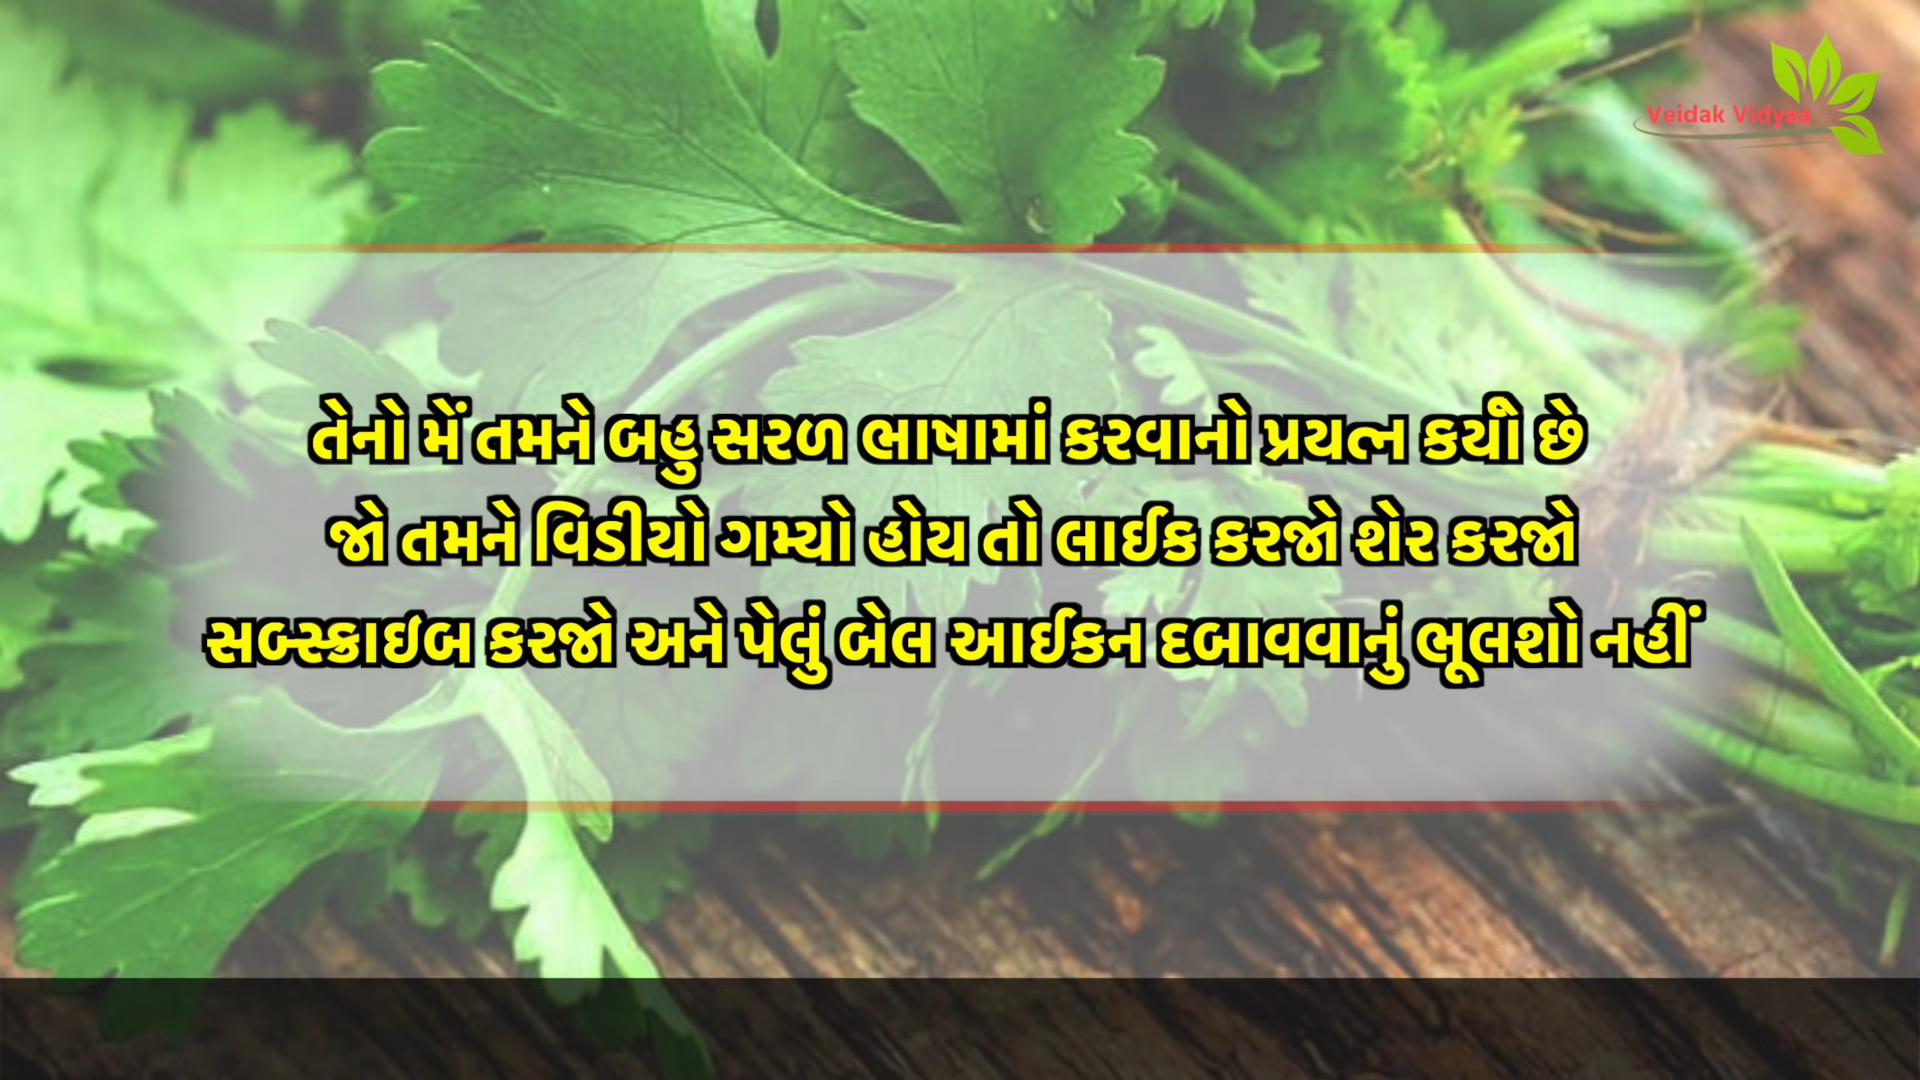 Veidak Vidyaa
તેનો મેં તમને બહુ સરળ ભાષામાં કરવાનો પ્રયત્ન કર્યો છે
જો તમને વિડીયો ગમ્યો હોય તો લાઈક કરજો શેર કરજો
સબ્સ્ક્રાઇબ કરજો અને પેલું બેલ આઈકન દબાવવાનું ભૂલશો નહીં